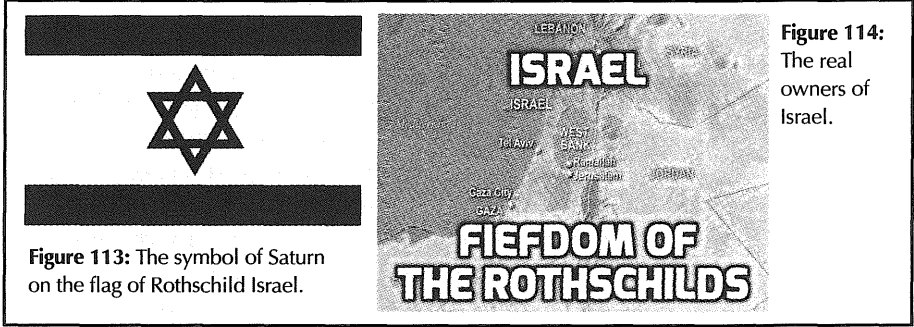 LEBANON
SYRIA
ISRAEL
ISRAEL
WEST
BANK
Tel Aviv
Ramallah
Jerusalem
JORDAN
Gaza City
GAZA
FIEFDOM OF
THE ROTHSCHILDS
Figure 113: The symbol of Saturn
on the flag of Rothschild Israel.
Figure 114:
The real
owners of
Israel.